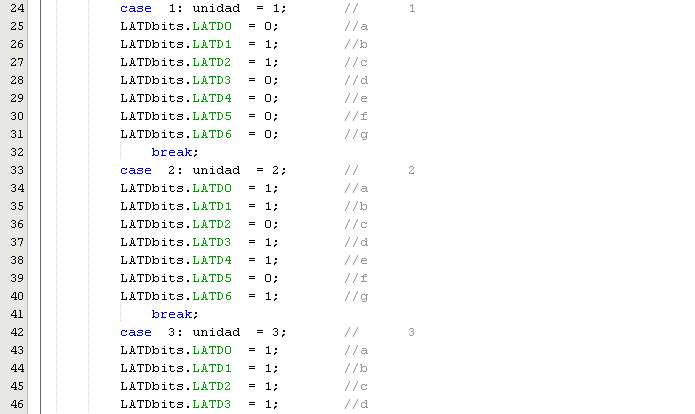 24 case 1: unidad = 1; // 1
25 LATDbits.LATD0 = 0; //a
26 LATDbits.LATD1 = 1; //b
27 LATDbits.LATD2 = 1; //c
28 LATDbits.LATD3 = 0; //d
29 LATDbits.LATD4 = 0; //e
30 LATDbits.LATD5 = 0; //f
31 LATDbits.LATD6 = 0; //g
32 break;
33 case 2: unidad = 2; // 2
34 LATDbits.LATD0 = 1; //a
35 LATDbits.LATD1 = 1; //b
36 LATDbits.LATD2 = 0; //c
37 LATDbits.LATD3 = 1; //d
38 LATDbits.LATD4 = 1; //e
39 LATDbits.LATD5 = 0; //f
40 LATDbits.LATD6 = 1; //g
41 break;
42 case 3: unidad = 3; // 3
43 LATDbits.LATD0 = 1; //a
44 LATDbits.LATD1 = 1; //b
45 LATDbits.LATD2 = 1; //c
46 LATDbits.LATD3 = 1; //d